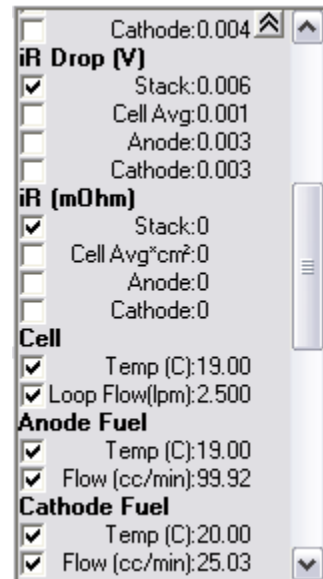 Cathode:0.004
iR Drop (V)
Stack:0.006
Cell Avg:0.001
Anode:0.003
Cathode:0.003
iR (mOhm)
Stack:0
Cell Avg*cm²:0
Anode:0
Cathode:0
Cell
Temp (C):19.00
Loop Flow(lpm):2.500
Anode Fuel
Temp (C):19.00
Flow (cc/min):99.92
Cathode Fuel
Temp (C):20.00
Flow (cc/min):25.03